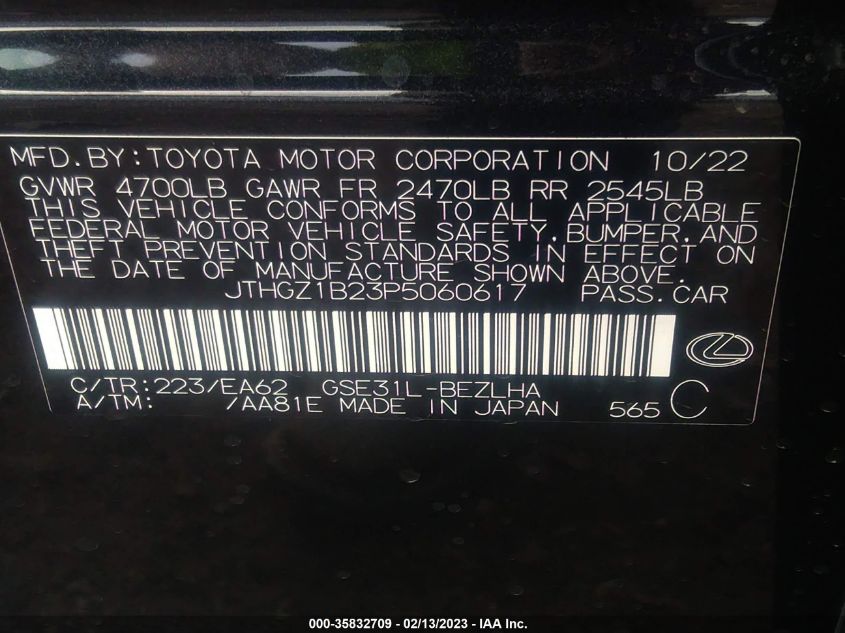 MFD.BY:TOYOTA MOTOR CORPORATION 10/22
GVWR 4700LB GAWR FR 2470LB RR 2545LB
THIS VEHICLE CONFORMS TO ALL APPLICABLE
FEDERAL MOTOR VEHICLE SAFETY,BUMPER,AND
THEFT PREVENTION STANDARDS IN EFFECT ON
THE DATE OF MANUFACTURE SHOWN ABOVE.
JTHGZ1B23P5060617 PASS.CAR
C/TR:223/EA62 GSE31L-BEZLHA
A/TM: /AA81E MADE IN JAPAN 565 C
000-35832709 - 02/13/2023 - IAA Inc.